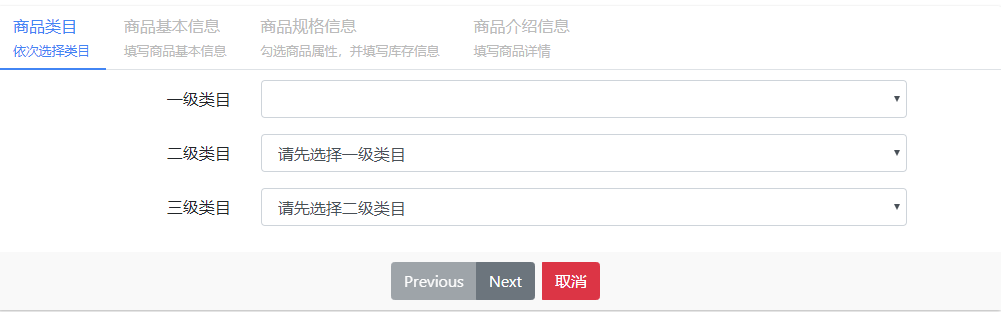 商品类目 商品基本信息 商品规格信息 商品介绍信息
依次选择类目 填写商品基本信息 勾选商品属性，并填写库存信息 填写商品详情
一级类目
二级类目 请先选择一级类目
三级类目 请先选择二级类目
Previous Next 取消